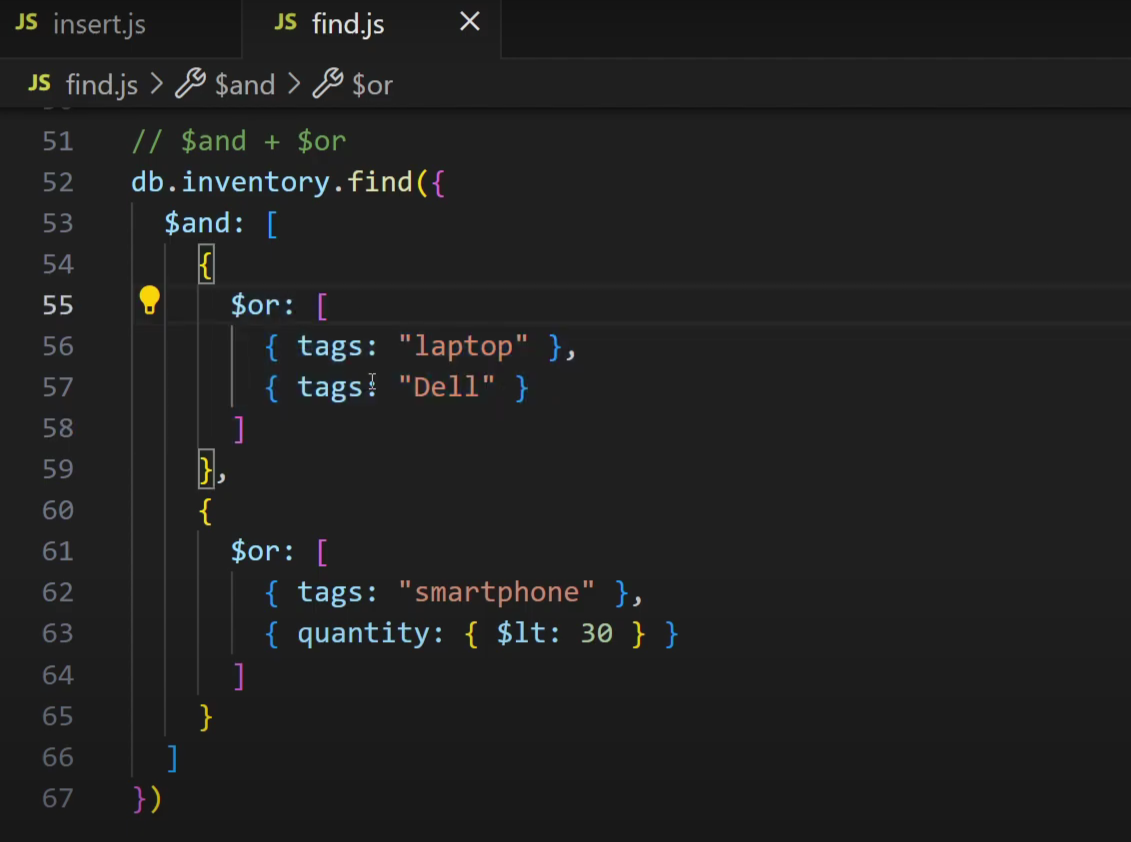 JS insert.js JS find.js
JS find.js > $and > $or
51 // $and + $or
52 db.inventory.find({
53 $and: [
54 {
55 $or: [
56 { tags: "laptop" },
57 { tags: "Dell" }
58 ]
59 },
60 {
61 $or: [
62 { tags: "smartphone" },
63 { quantity: { $lt: 30 } }
64 ]
65 }
66 ]
67 })